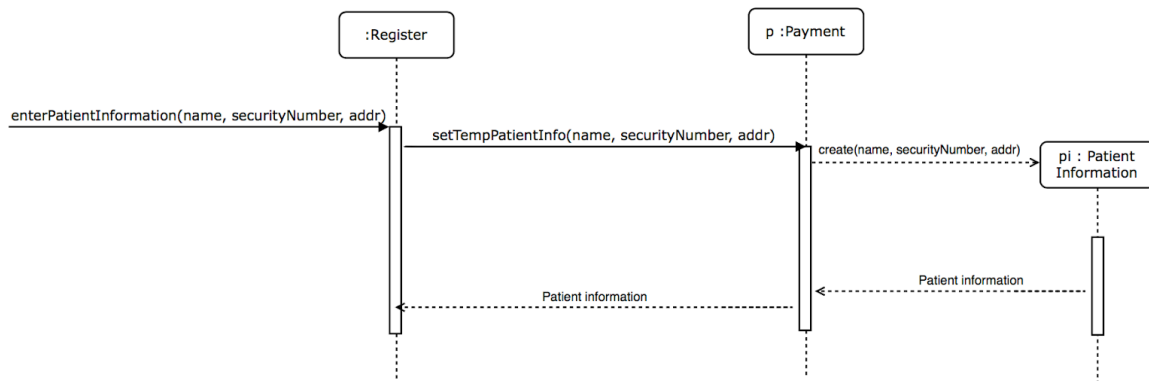 :Register
p :Payment
enterPatientInformation(name, securityNumber, addr)
setTempPatientInfo(name, securityNumber, addr)
create(name, securityNumber, addr)
pi : Patient
Information
Patient information
Patient information